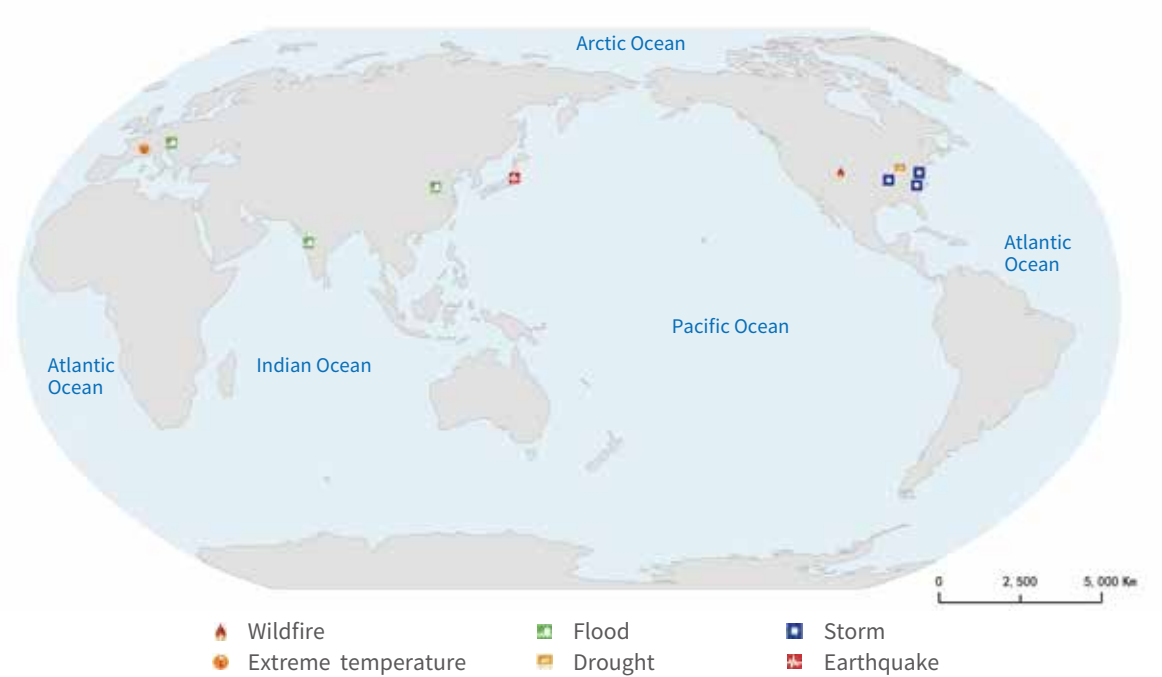 Arctic Ocean
Atlantic
Ocean
Pacific Ocean
Atlantic
Ocean
Indian Ocean
0 2,500 5,000 Km
Wildfire
Flood
Storm
Extreme temperature
Drought
Earthquake